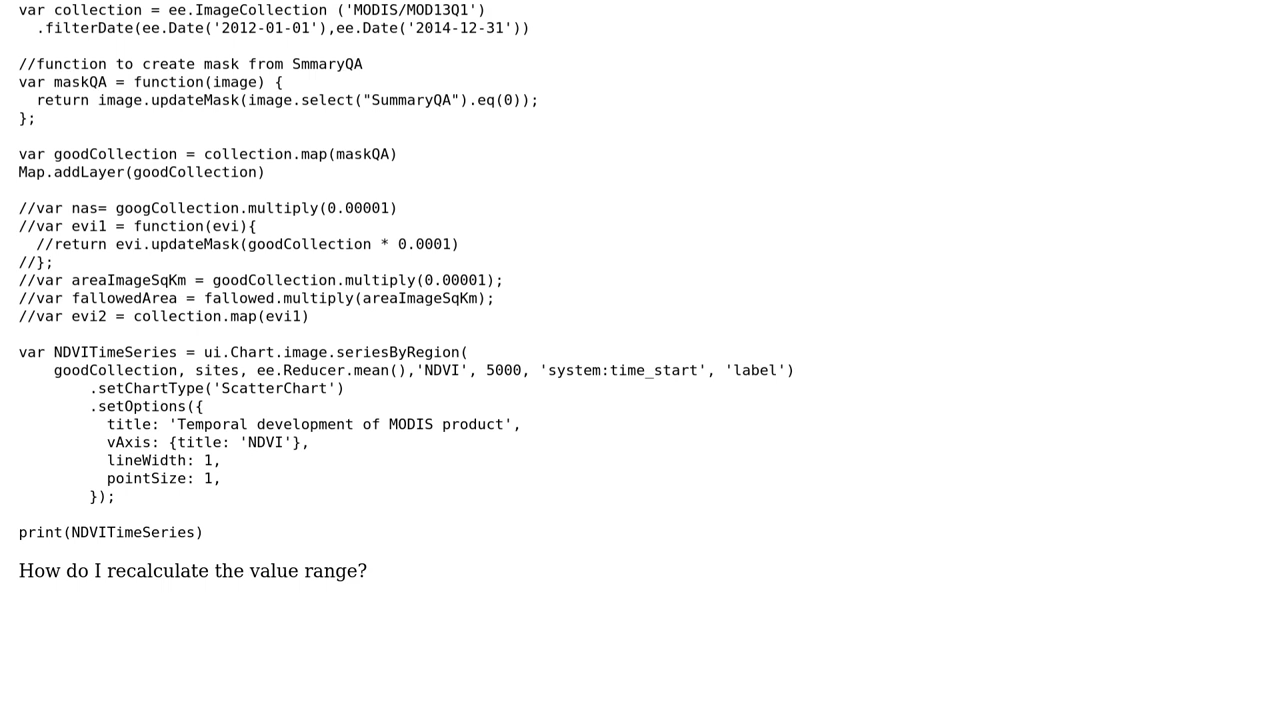 var collection = ee.ImageCollection ('MODIS/MOD13Q1')
  .filterDate(ee.Date('2012-01-01'),ee.Date('2014-12-31'))

//function to create mask from SmmaryQA
var maskQA = function(image) {
  return image.updateMask(image.select("SummaryQA").eq(0));
};

var goodCollection = collection.map(maskQA)
Map.addLayer(goodCollection)

//var nas= googCollection.multiply(0.00001)
//var evi1 = function(evi){
  //return evi.updateMask(goodCollection * 0.0001)
//};
//var areaImageSqKm = goodCollection.multiply(0.00001);
//var fallowedArea = fallowed.multiply(areaImageSqKm);
//var evi2 = collection.map(evi1)

var NDVITimeSeries = ui.Chart.image.seriesByRegion(
    goodCollection, sites, ee.Reducer.mean(),'NDVI', 5000, 'system:time_start', 'label')
        .setChartType('ScatterChart')
        .setOptions({
          title: 'Temporal development of MODIS product',
          vAxis: {title: 'NDVI'},
          lineWidth: 1,
          pointSize: 1,
        });

print(NDVITimeSeries)

How do I recalculate the value range?